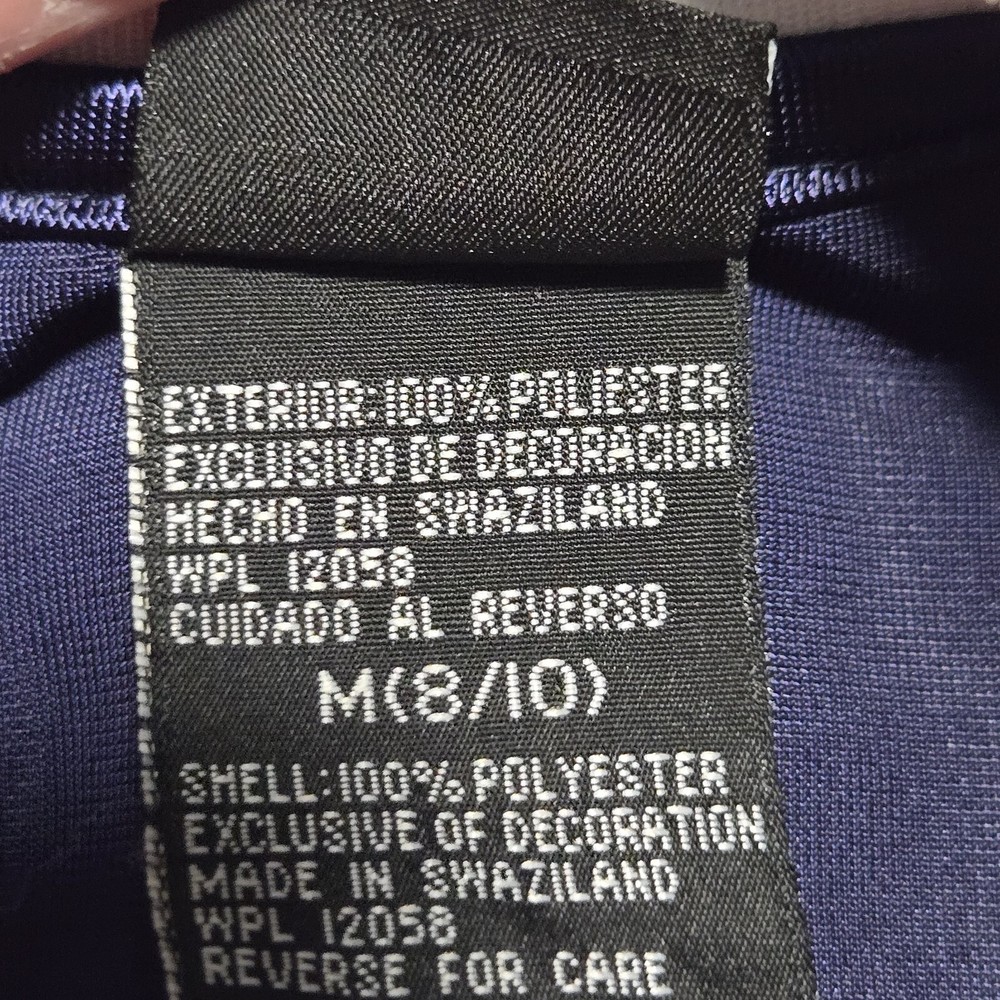 EXTERIOR:100% POLIESTER
EXCLUSIVO DE DECORACION
HECHO EN SWAZILAND
WPL 12058
CUIDADO AL REVERSO
M(8/10)
SHELL:100% POLYESTER
EXCLUSIVE OF DECORATION
MADE IN SWAZILAND
WPL 12058
REVERSE FOR CARE